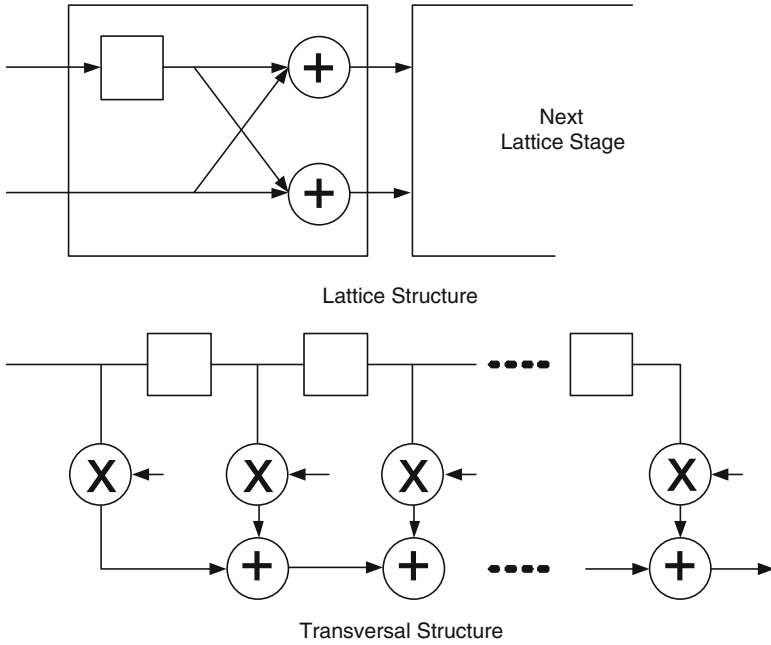 +
+
Next
Lattice Stage
Lattice Structure
X X X X
+ + +
Transversal Structure